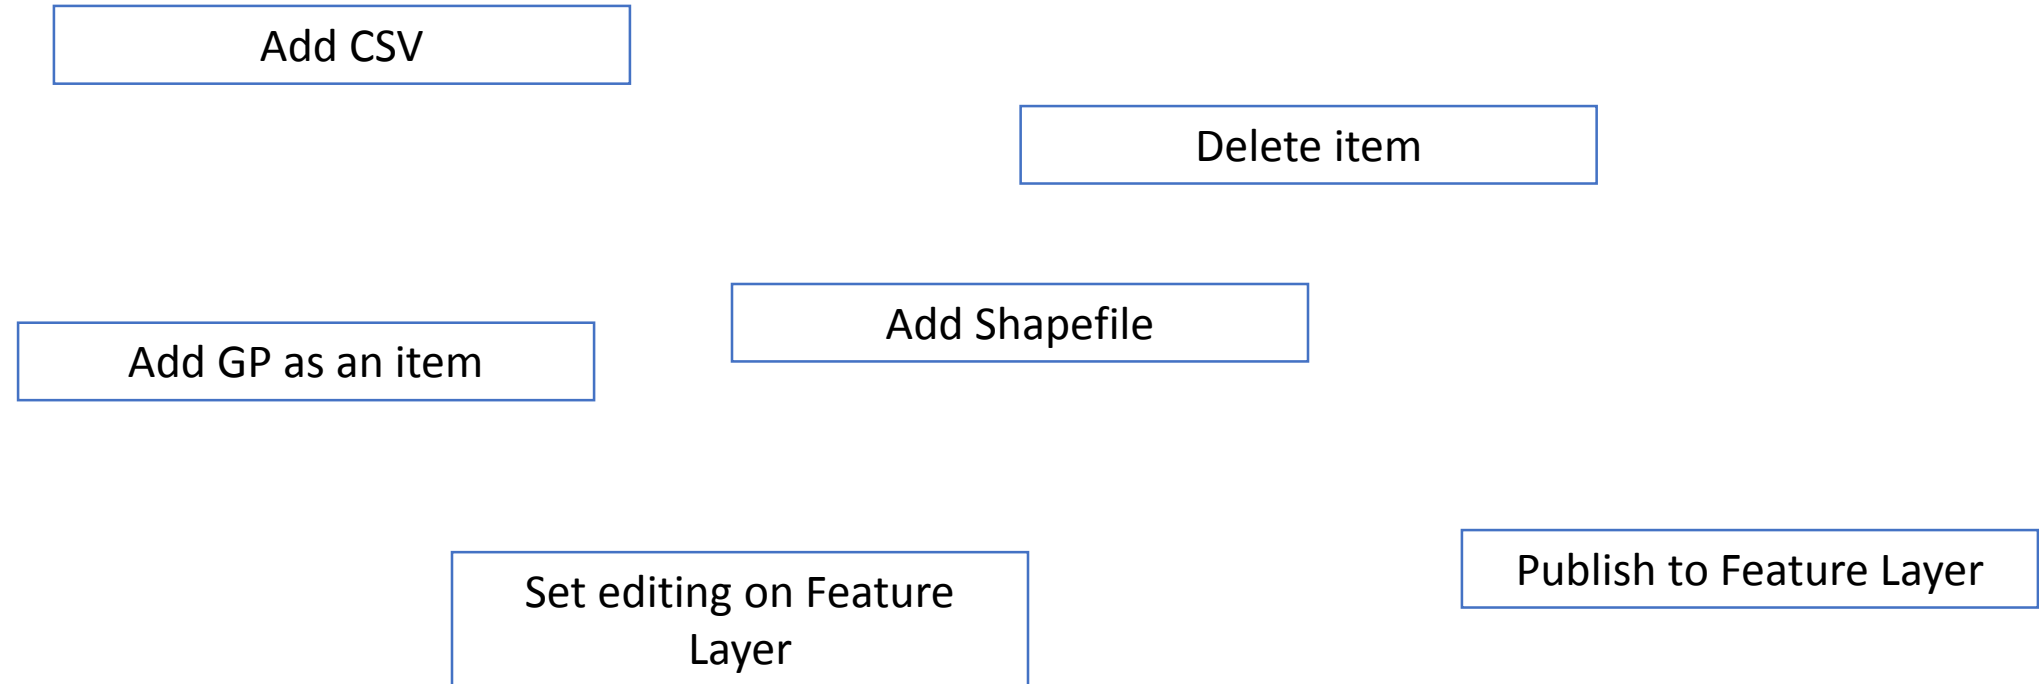 Add CSV
Delete item
Add Shapefile
Add GP as an item
Publish to Feature Layer
Set editing on Feature
Layer